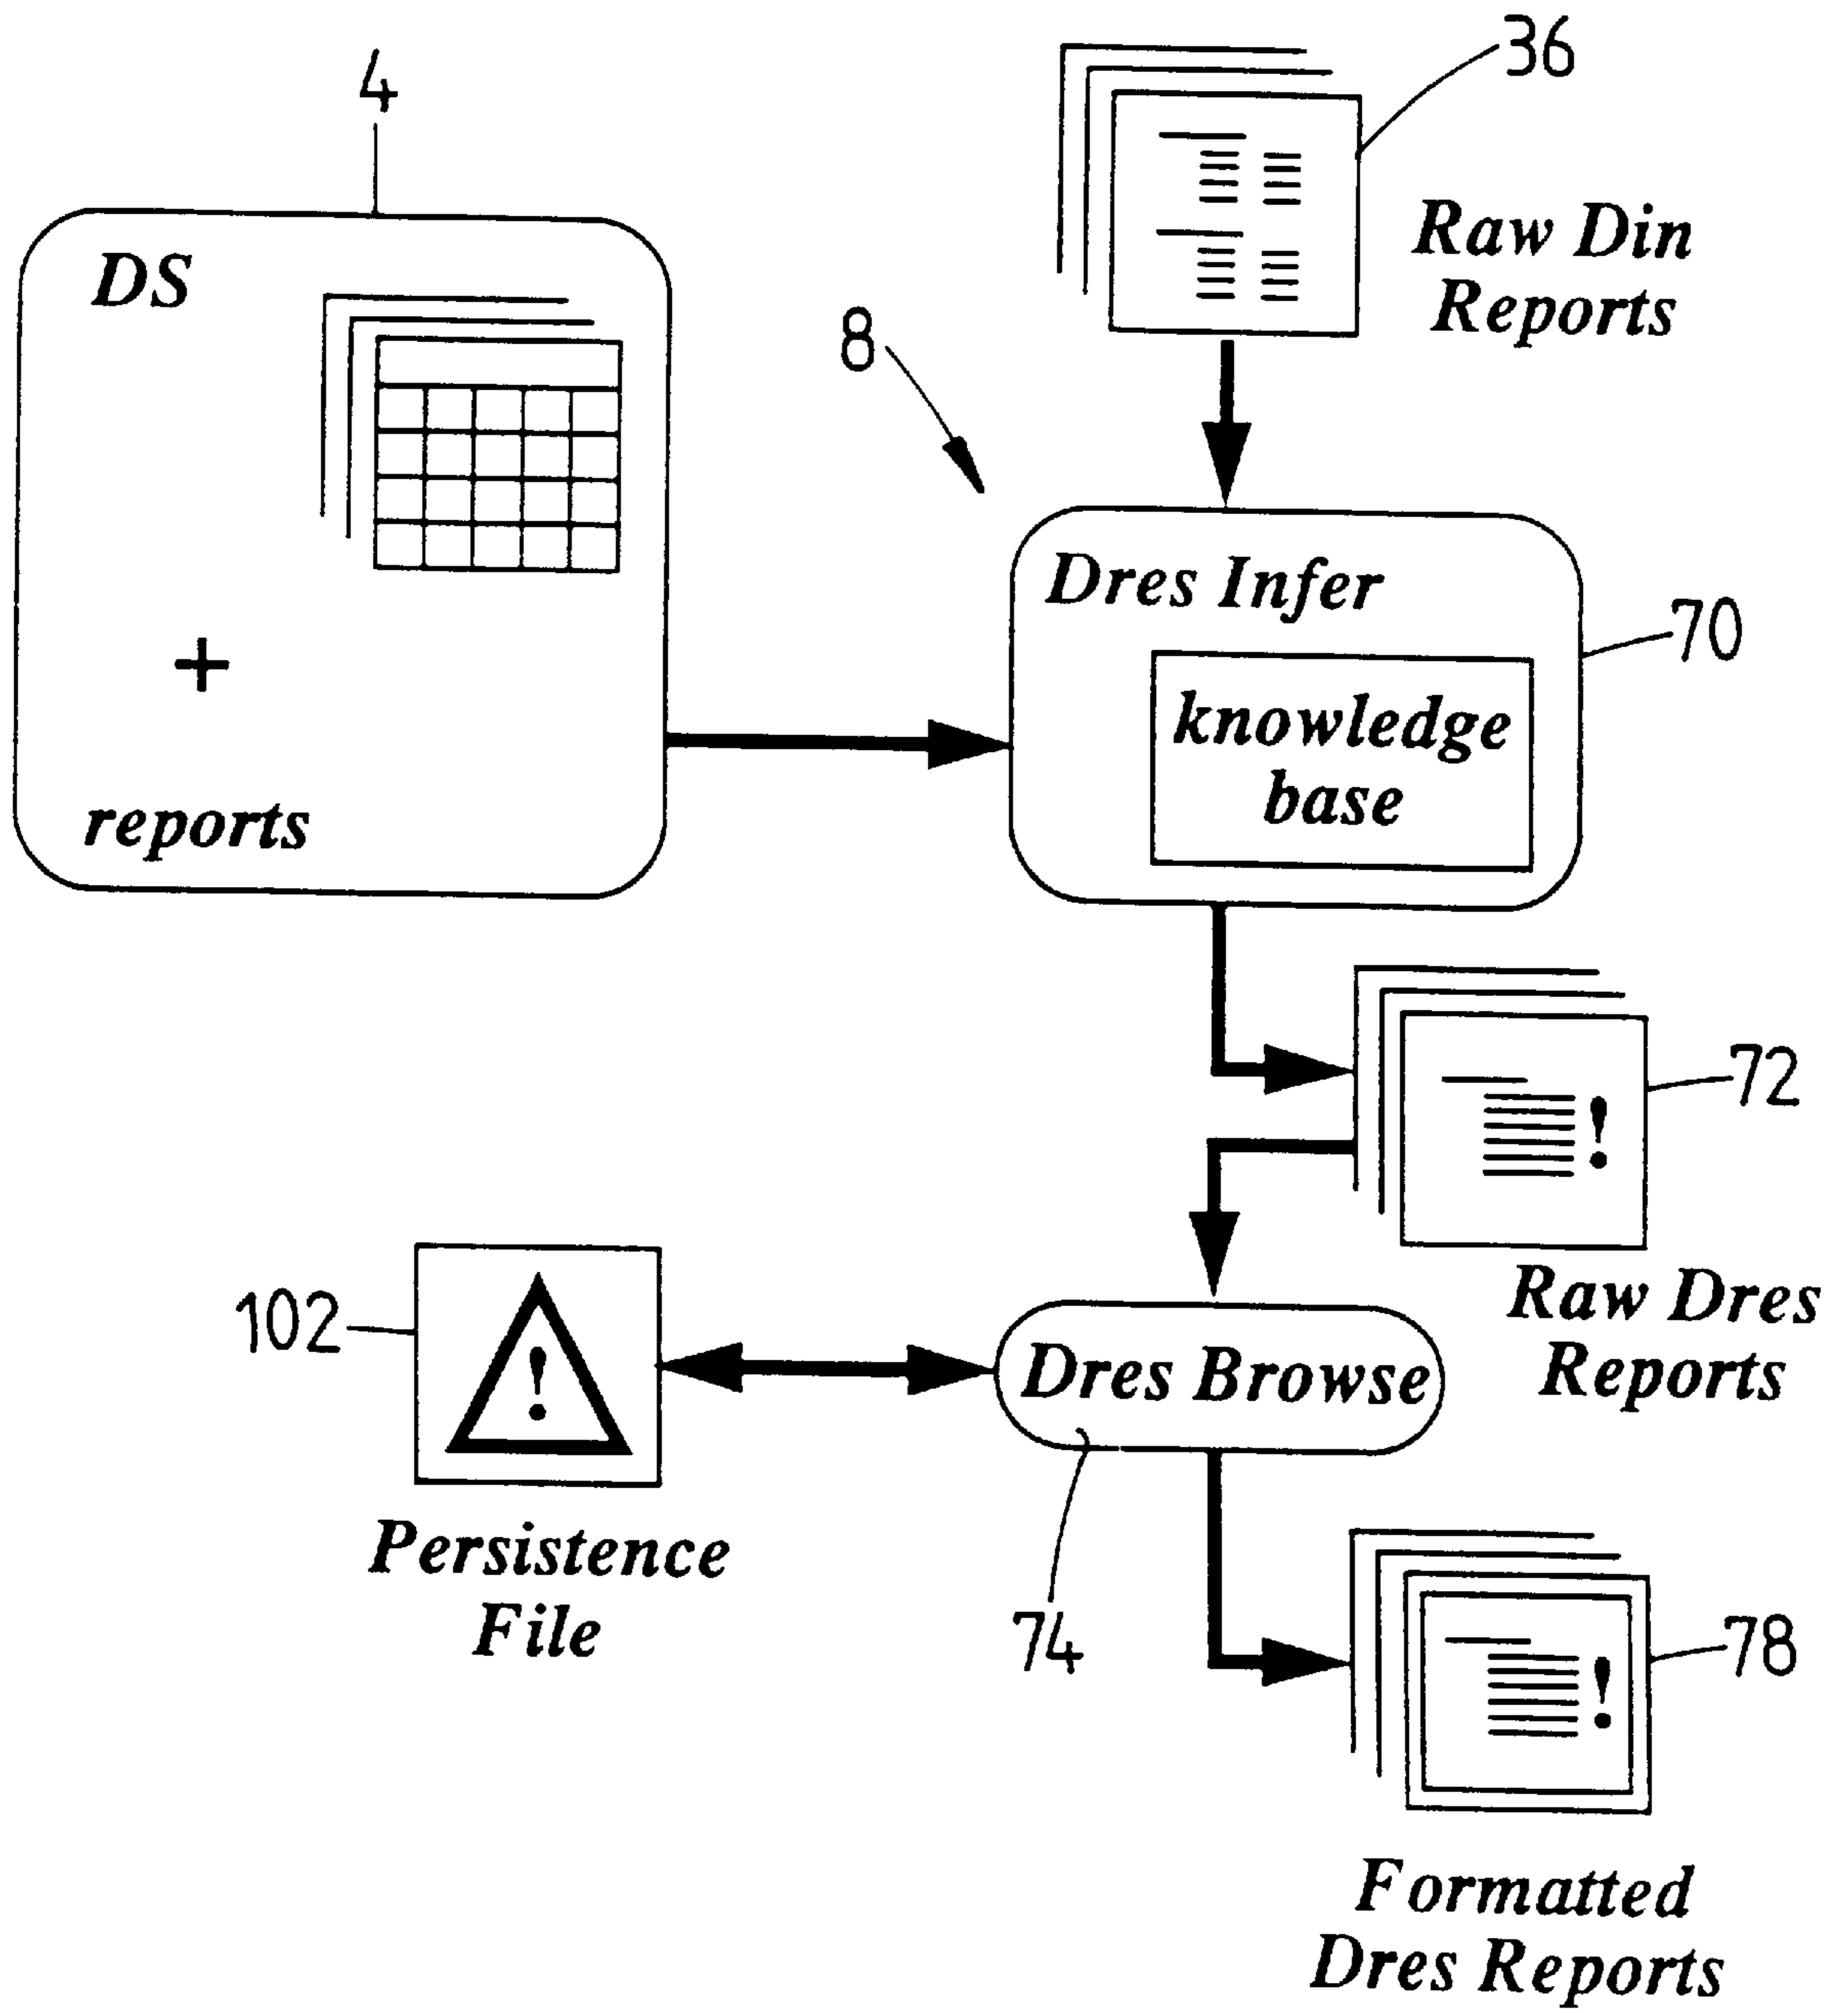 36
4
Raw Din
Reports
DS
8
Dres Infer
70
knowledge
base
+
reports
72
!
Raw Dres
Reports
102
!
Dres Browse
Persistence
File
74
78
!
Formatted
Dres Reports